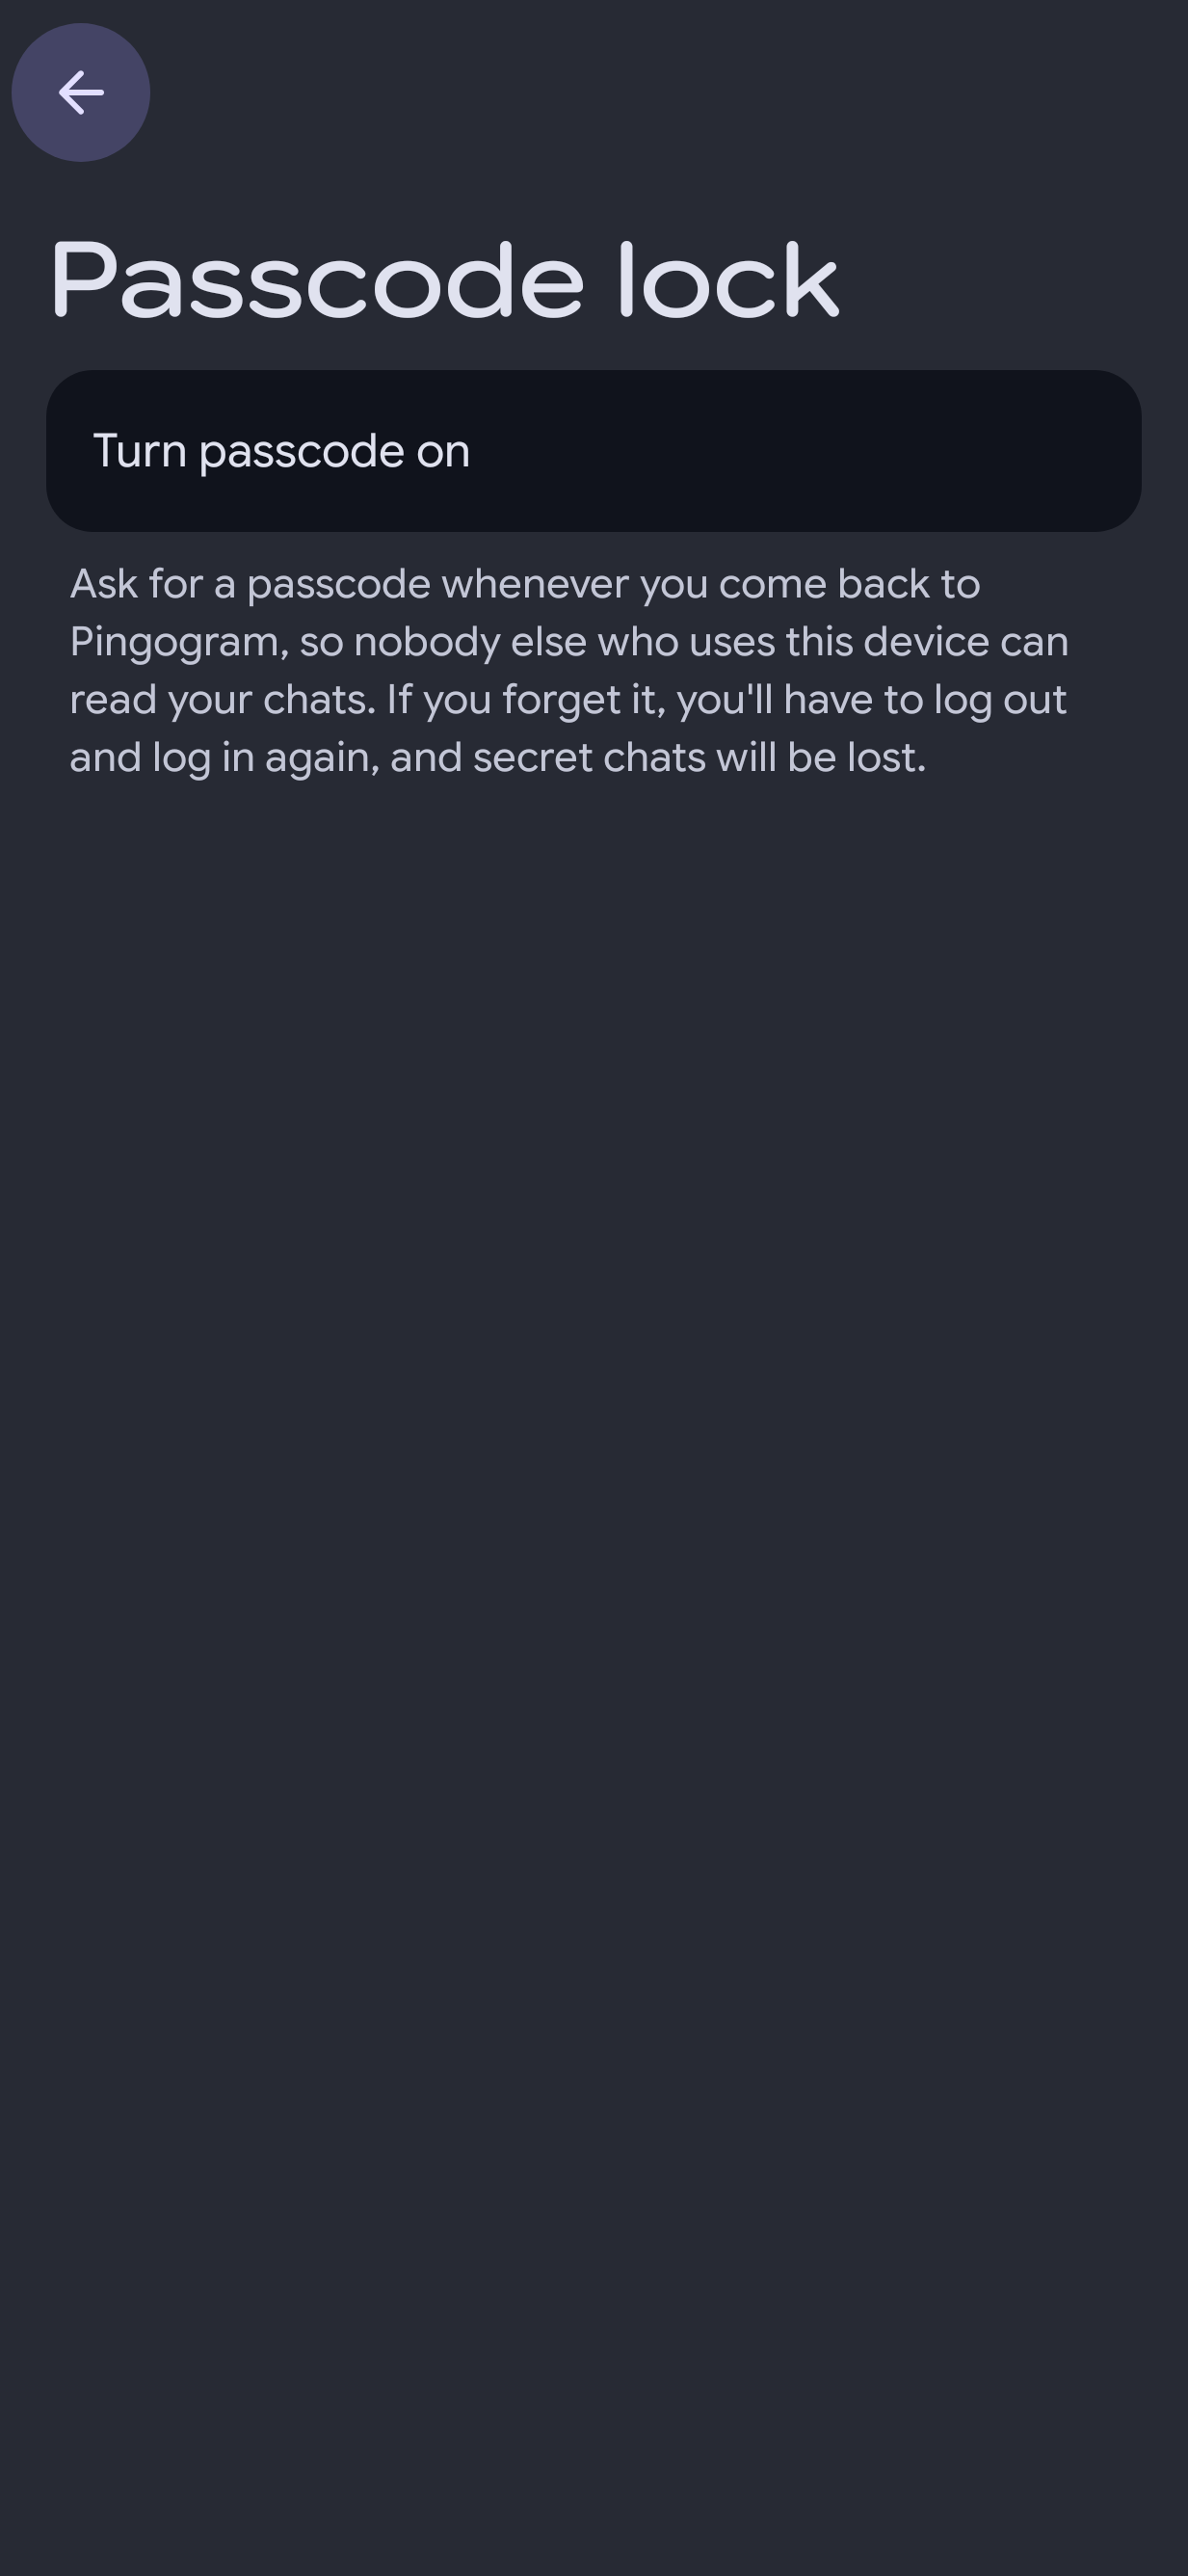 Passcode lock
Turn passcode on
Ask for a passcode whenever you come back to
Pingogram, so nobody else who uses this device can
read your chats. If you forget it, you'll have to log out
and log in again, and secret chats will be lost.